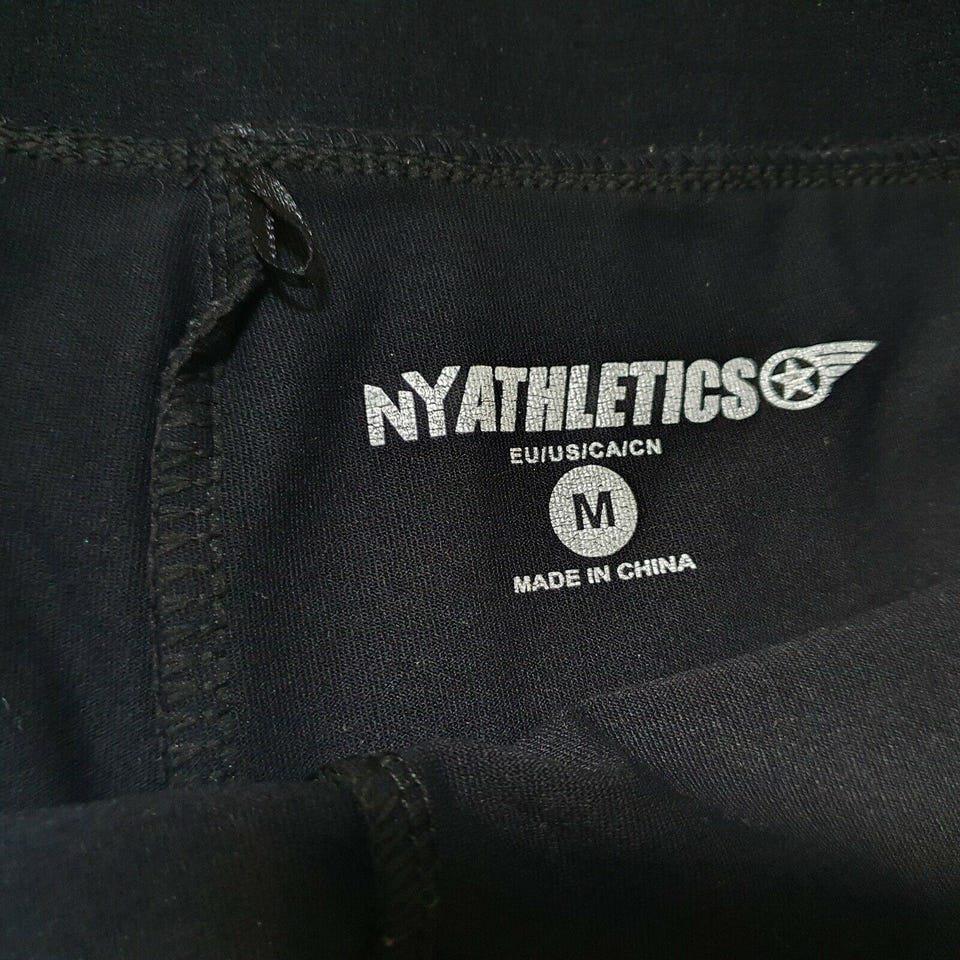 NYATHLETICS
EU/US/CA/CN
M
MADE IN CHINA